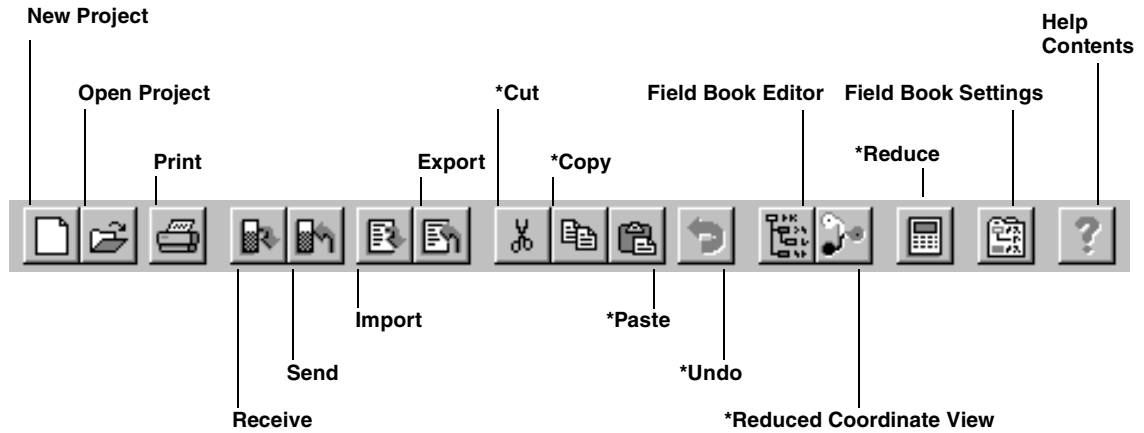 New Project
Help
Contents
Open Project
*Cut
Field Book Editor
Field Book Settings
Print
Export
*Copy
*Reduce
Import
*Paste
Send
*Undo
Receive
*Reduced Coordinate View